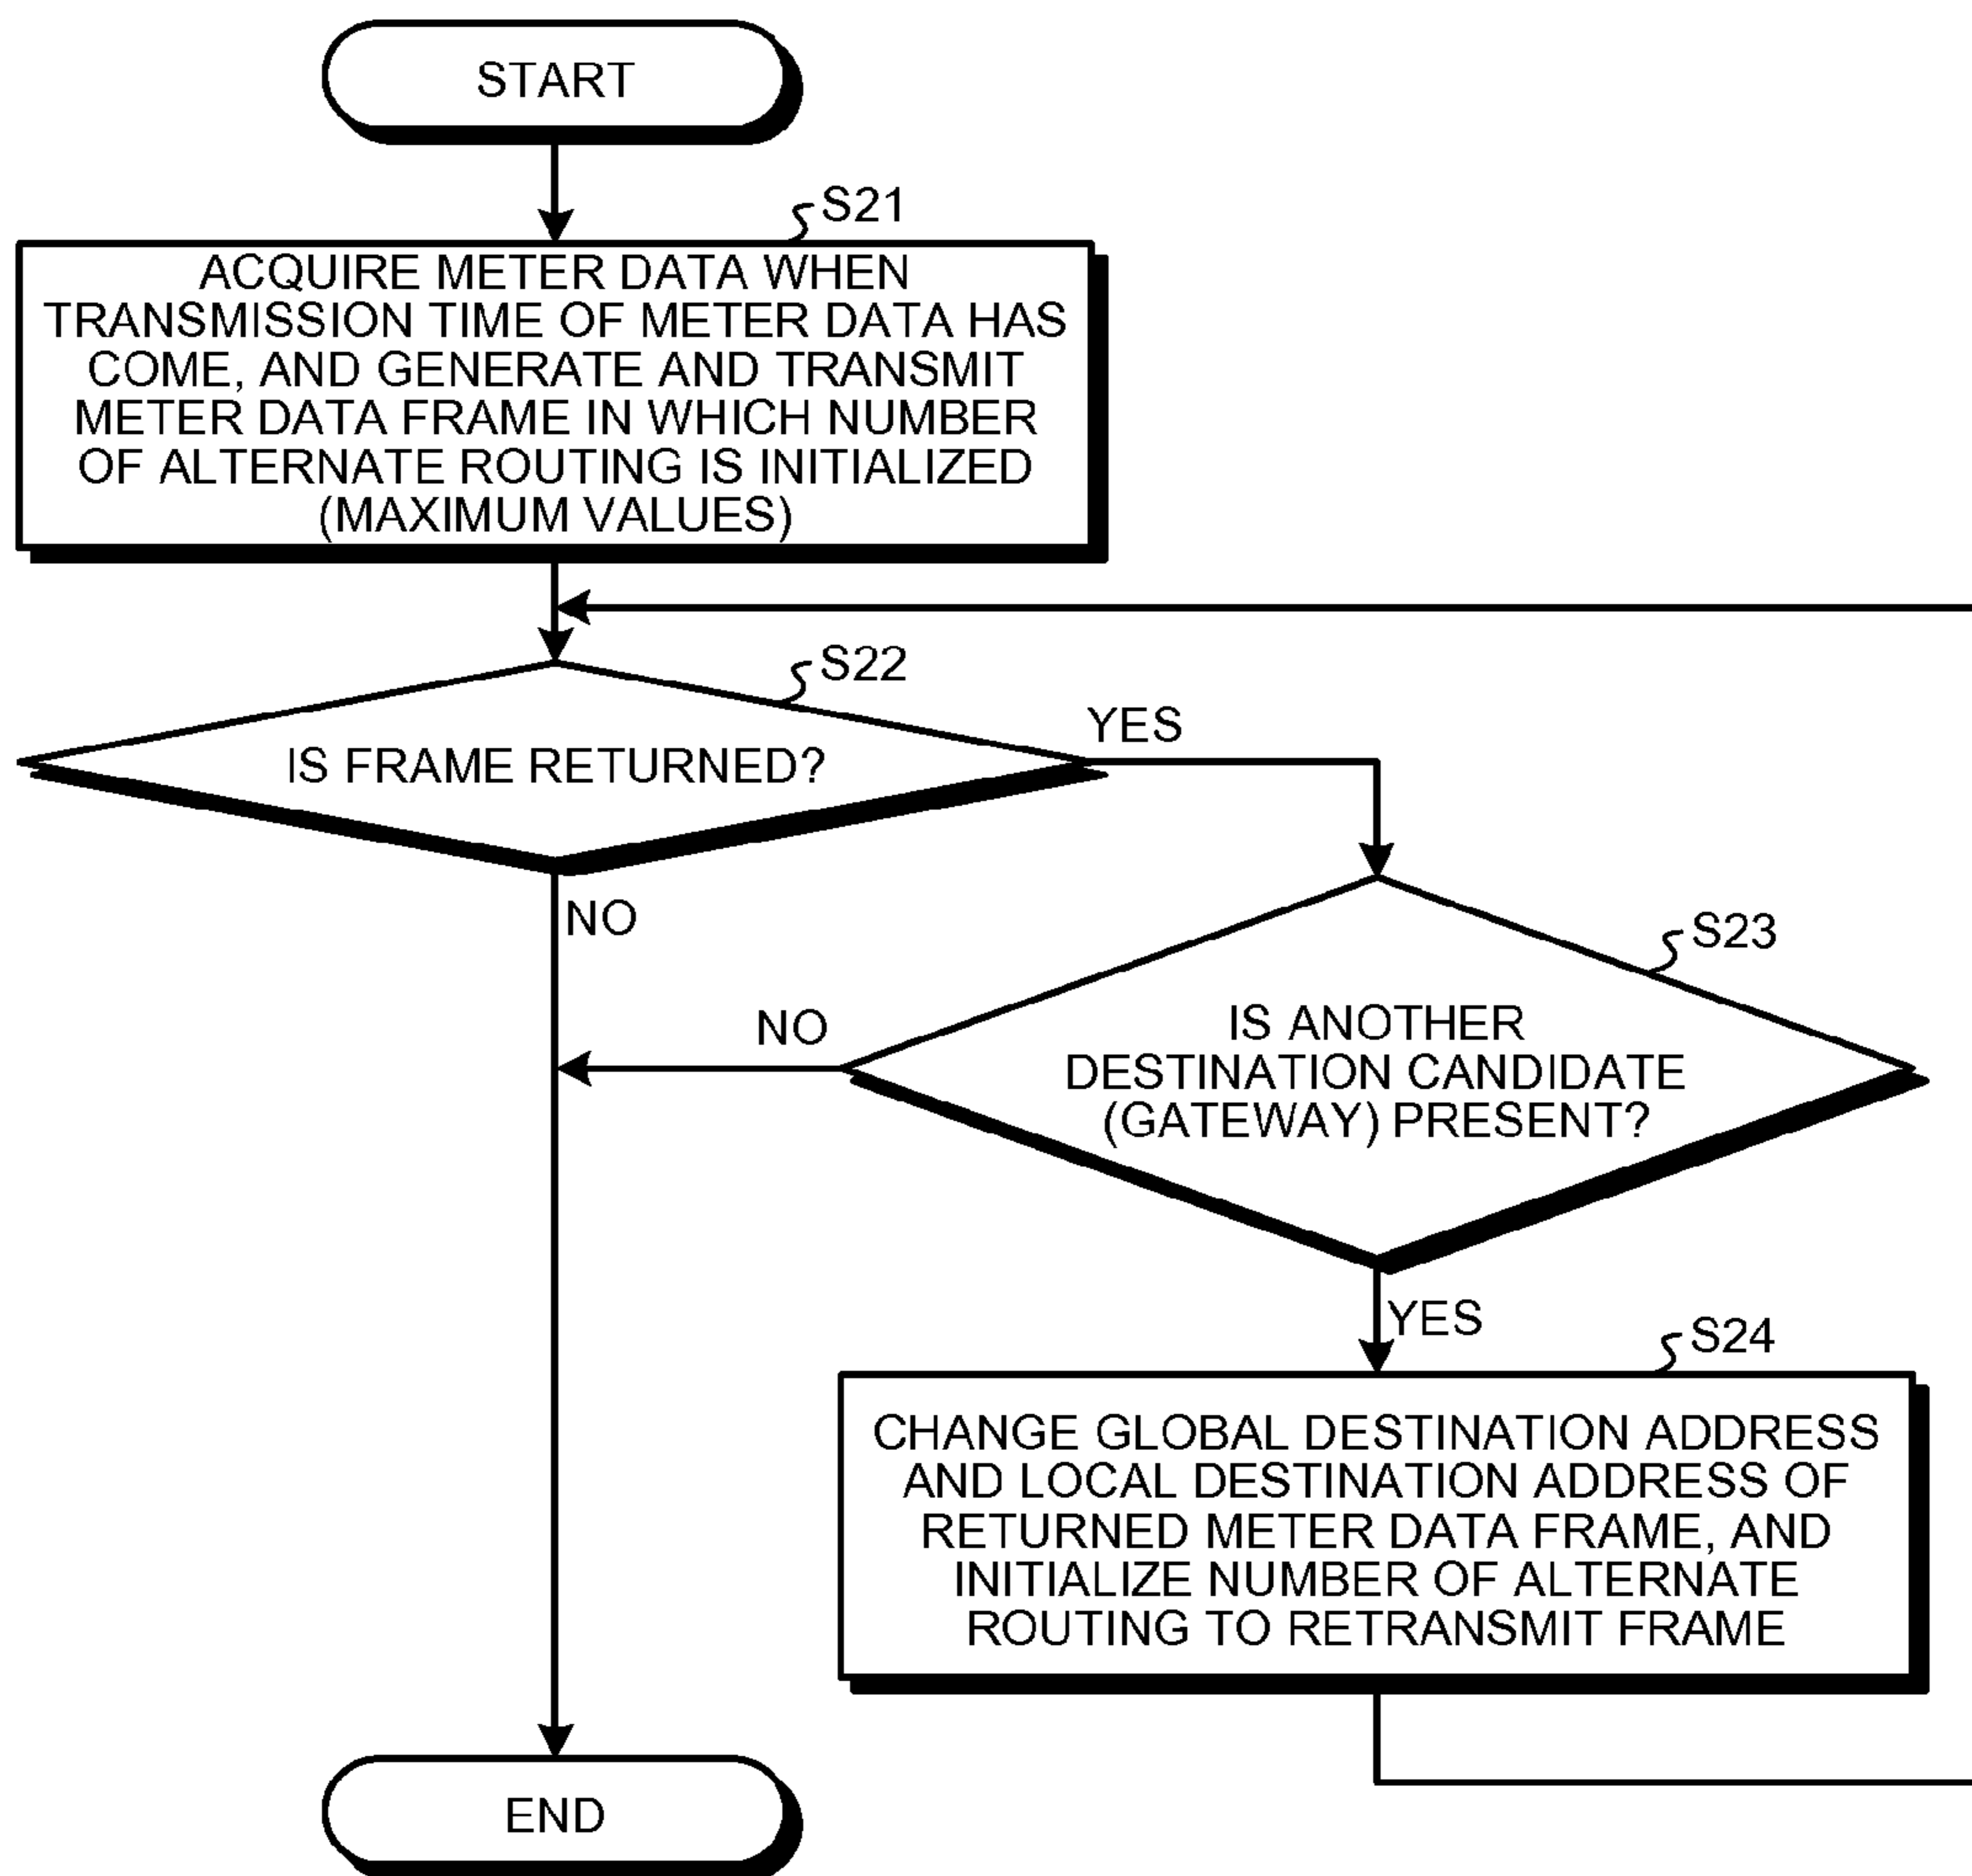 START
S21
ACQUIRE METER DATA WHEN
TRANSMISSION TIME OF METER DATA HAS
COME, AND GENERATE AND TRANSMIT
METER DATA FRAME IN WHICH NUMBER
OF ALTERNATE ROUTING IS INITIALIZED
(MAXIMUM VALUES)
S22
YES
IS FRAME RETURNED?
NO
S23
NO
IS ANOTHER
DESTINATION CANDIDATE
(GATEWAY) PRESENT?
YES
S24
CHANGE GLOBAL DESTINATION ADDRESS
AND LOCAL DESTINATION ADDRESS OF
RETURNED METER DATA FRAME, AND
INITIALIZE NUMBER OF ALTERNATE
ROUTING TO RETRANSMIT FRAME
END